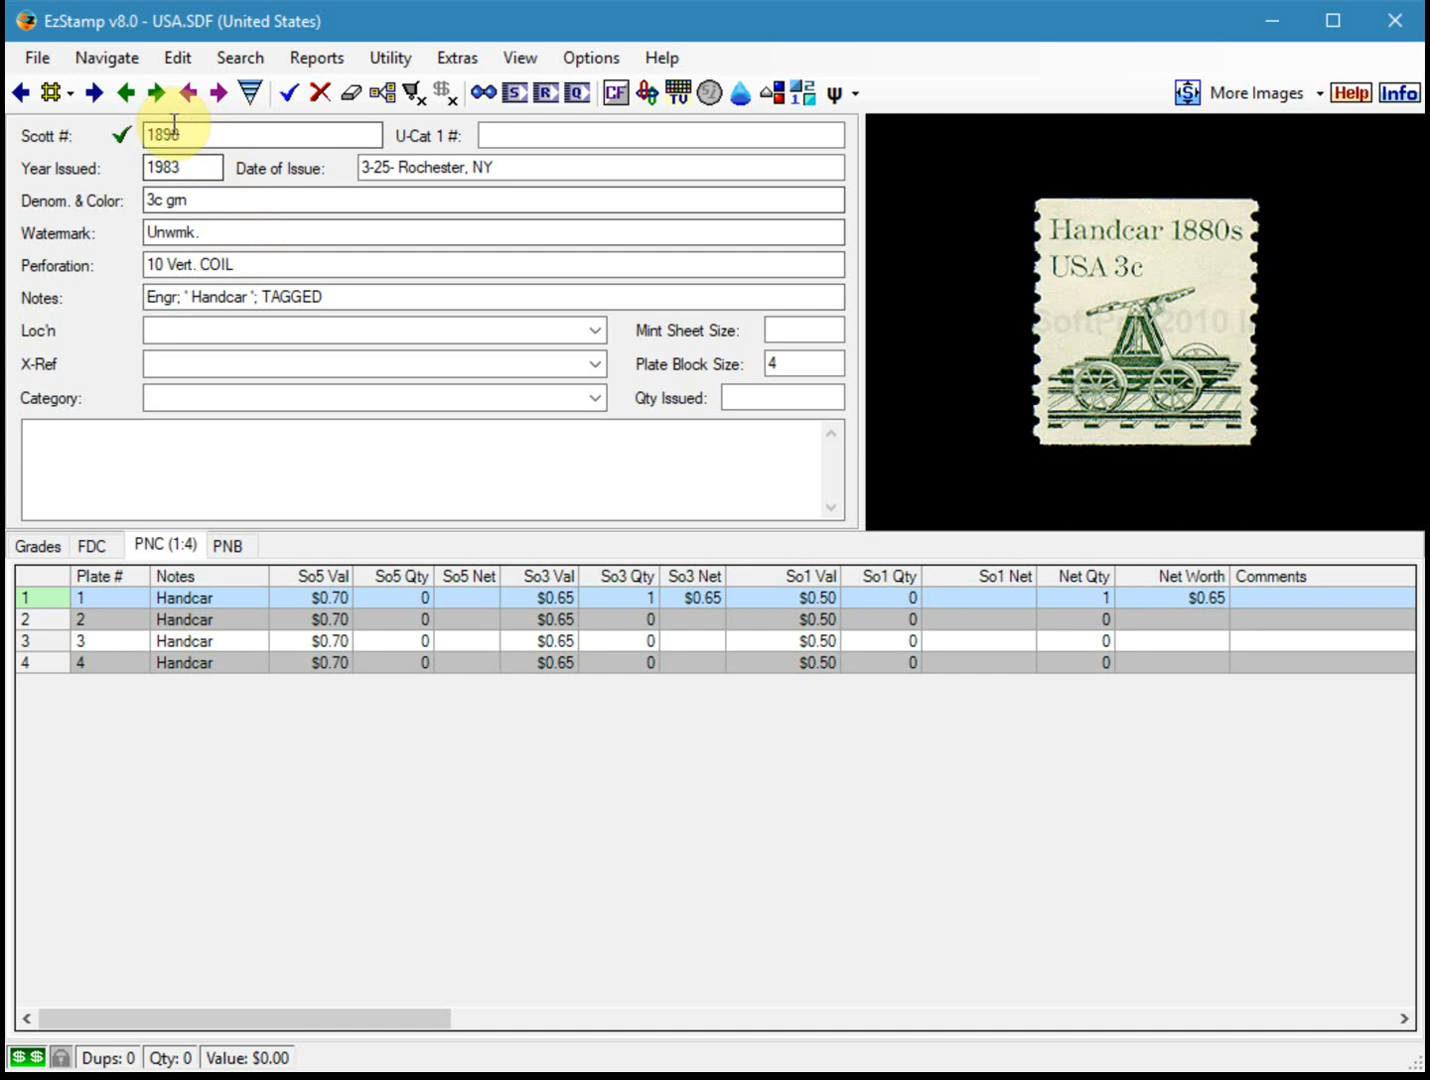 EzStamp v8.0 - USA.SDF (United States)
File Navigate Edit Search Reports Utility Extras View Options Help
S R Q CF TV More Images Help Info
Scott #: U-Cat 1 #:
Year Issued: 1983 Date of Issue: 3-25- Rochester, NY
Denom. & Color: 3c grn
Watermark: Unwmk.
Perforation: 10 Vert. COIL
Notes: Engr; ' Handcar '; TAGGED
Loc'n Mint Sheet Size:
X-Ref Plate Block Size: 4
Category: Qty Issued:
Handcar 1880s
USA 3c
Grades FDC PNC (1:4) PNB
Plate # Notes So5 Val So5 Qty So5 Net So3 Val So3 Qty So3 Net So1 Val So1 Qty So1 Net Net Qty Net Worth Comments
1 1 Handcar $0.70 0 $0.65 1 $0.65 $0.50 0 1 $0.65
2 2 Handcar $0.70 0 $0.65 0 $0.50 0 0
3 3 Handcar $0.70 0 $0.65 0 $0.50 0 0
4 4 Handcar $0.70 0 $0.65 0 $0.50 0 0
$ $ Dups: 0 Qty: 0 Value: $0.00